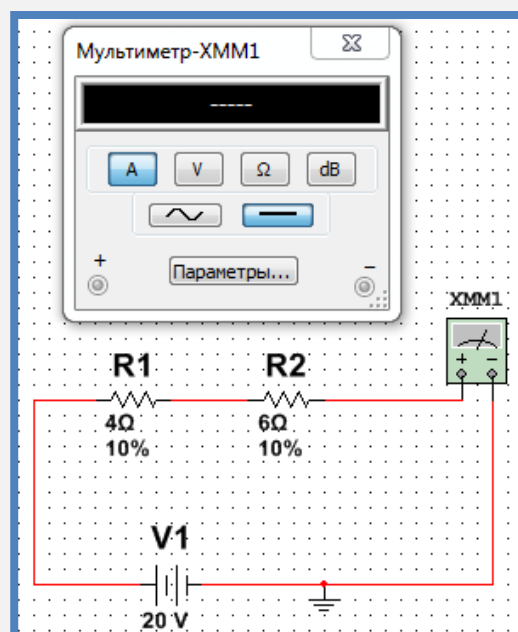 Мультиметр-XMM1
-----
A V Ω dB
+ −
Параметры...
XMM1
+ −
R1 R2
4Ω 6Ω
10% 10%
V1
20 V